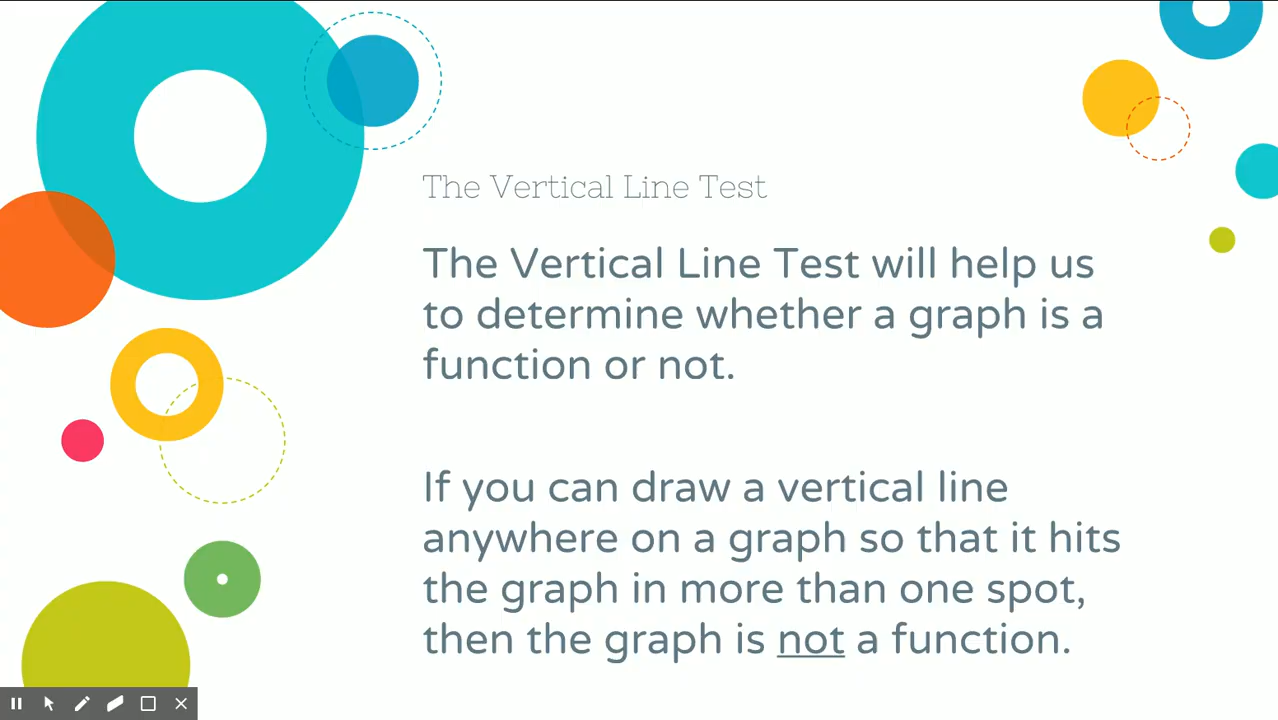 The Vertical Line Test
The Vertical Line Test will help us
to determine whether a graph is a
function or not.
If you can draw a vertical line
anywhere on a graph so that it hits
the graph in more than one spot,
then the graph is not a function.